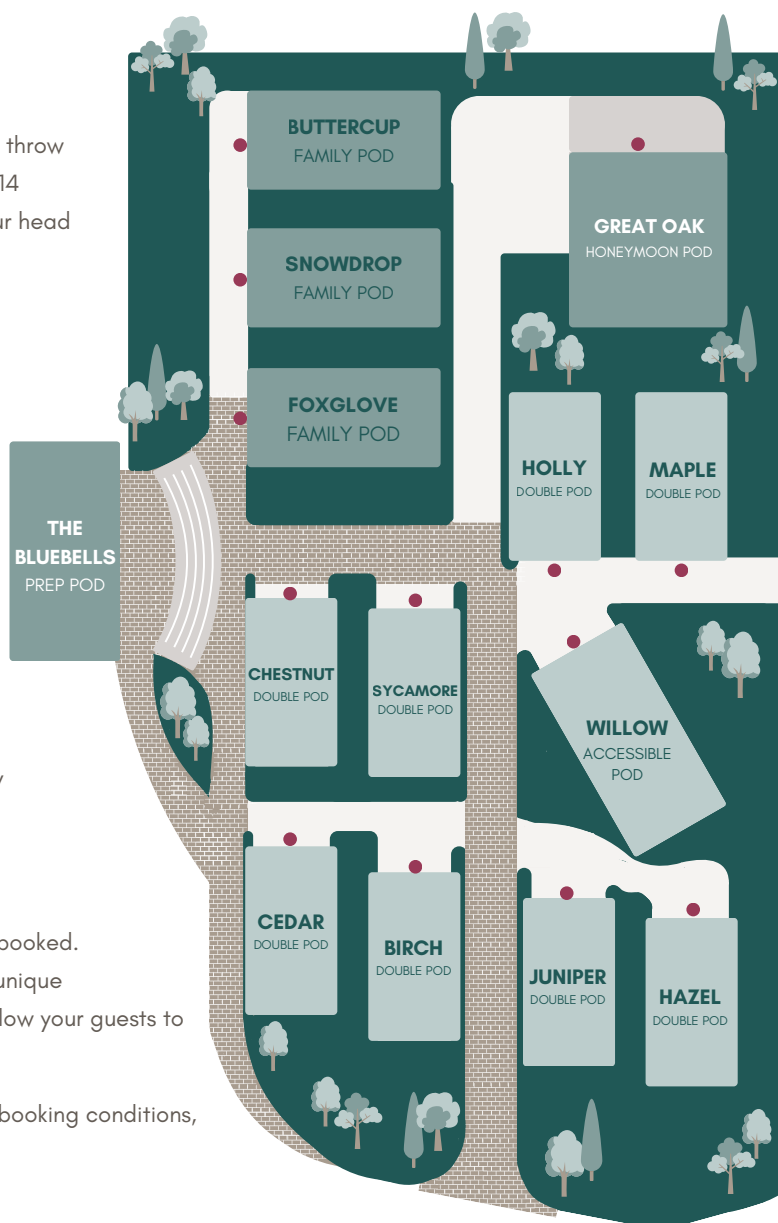 throw
14
ur head
BUTTERCUP
FAMILY POD
SNOWDROP
FAMILY POD
FOXGLOVE
FAMILY POD
GREAT OAK
HONEYMOON POD
HOLLY
DOUBLE POD
MAPLE
DOUBLE POD
THE
BLUEBELLS
PREP POD
CHESTNUT
DOUBLE POD
SYCAMORE
DOUBLE POD
WILLOW
ACCESSIBLE
POD
y
CEDAR
DOUBLE POD
BIRCH
DOUBLE POD
JUNIPER
DOUBLE POD
HAZEL
DOUBLE POD
booked.
unique
low your guests to
booking conditions,